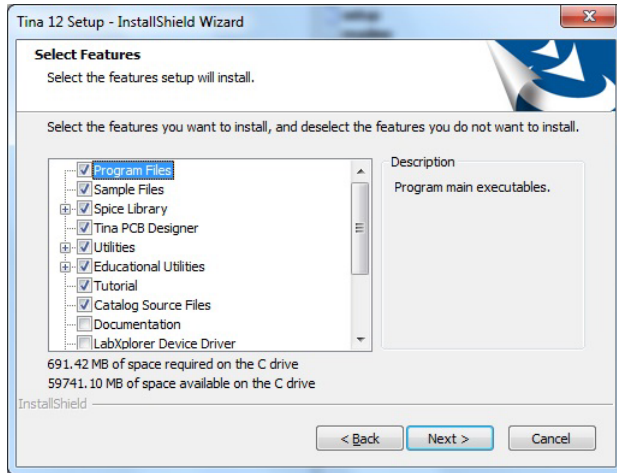 Tina 12 Setup - InstallShield Wizard
Select Features
Select the features setup will install.
Select the features you want to install, and deselect the features you do not want to install.
Program Files
Sample Files
Spice Library
Tina PCB Designer
Utilities
Educational Utilities
Tutorial
Catalog Source Files
Documentation
LabXplorer Device Driver
Description
Program main executables.
691.42 MB of space required on the C drive
59741.10 MB of space available on the C drive
InstallShield
< Back
Next >
Cancel